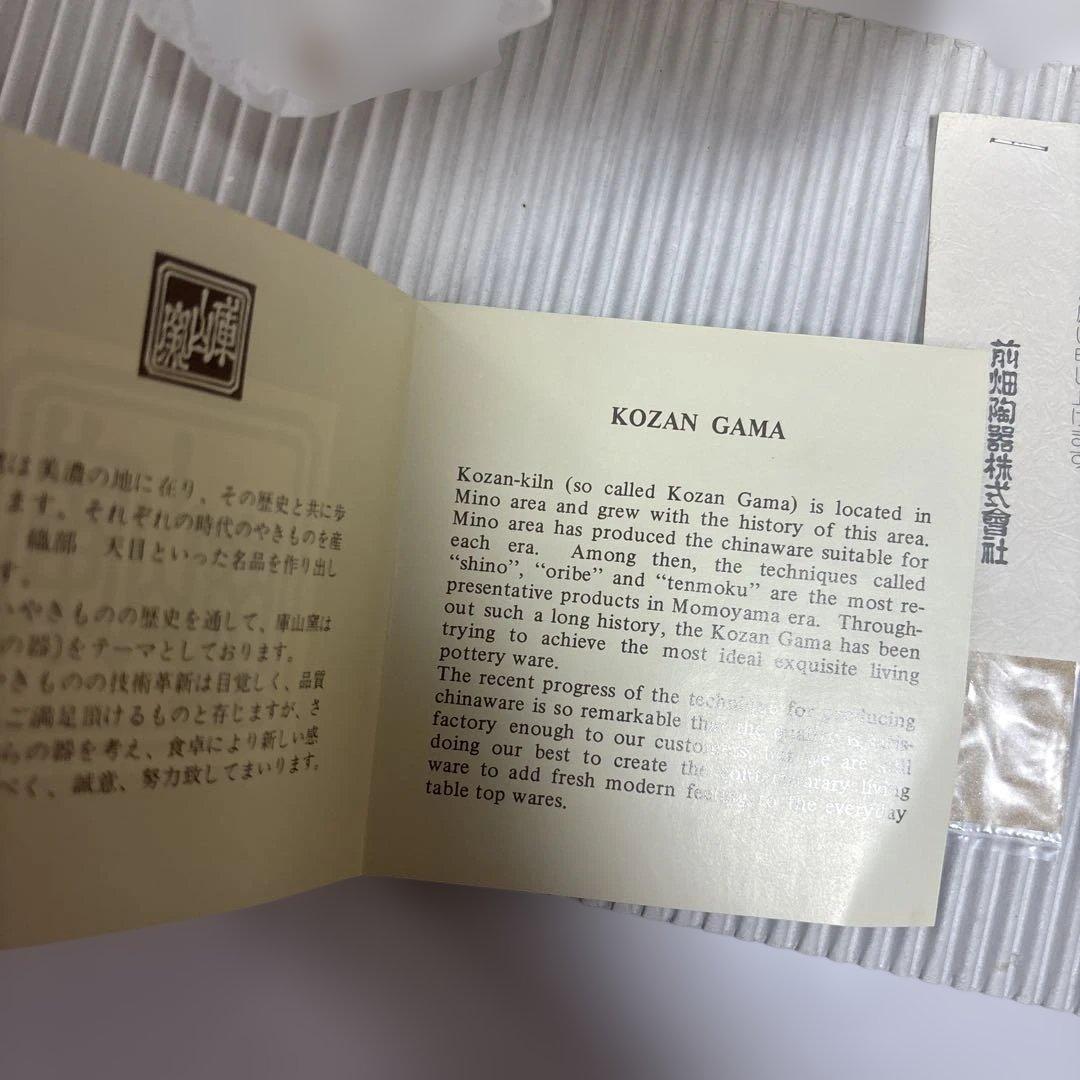 庫山窯
は美濃の地に在り、その歴史と共に歩
ます。それぞれの時代のやきものを産
織部 天目といった名品を作り出し
す。
いやきものの歴史を通して、庫山窯は
の器)をテーマとしております。
やきものの技術革新は目覚しく、品質
ご満足頂けるものと存じますが、さ
らの器を考え、食卓により新しい感
べく、誠意、努力致してまいります。
KOZAN GAMA
Kozan-kiln (so called Kozan Gama) is located in
Mino area and grew with the history of this area.
Mino area has produced the chinaware suitable for
each era. Among then, the techniques called
“shino”, “oribe” and “tenmoku” are the most re-
presentative products in Momoyama era. Through-
out such a long history, the Kozan Gama has been
trying to achieve the most ideal exquisite living
pottery ware.
The recent progress of the technique for producing
chinaware is so remarkable that the quality is satis-
factory enough to our customers, but we are still
doing our best to create the contemporary living
ware to add fresh modern feeling to the everyday
table top wares.
前畑陶器株式會社